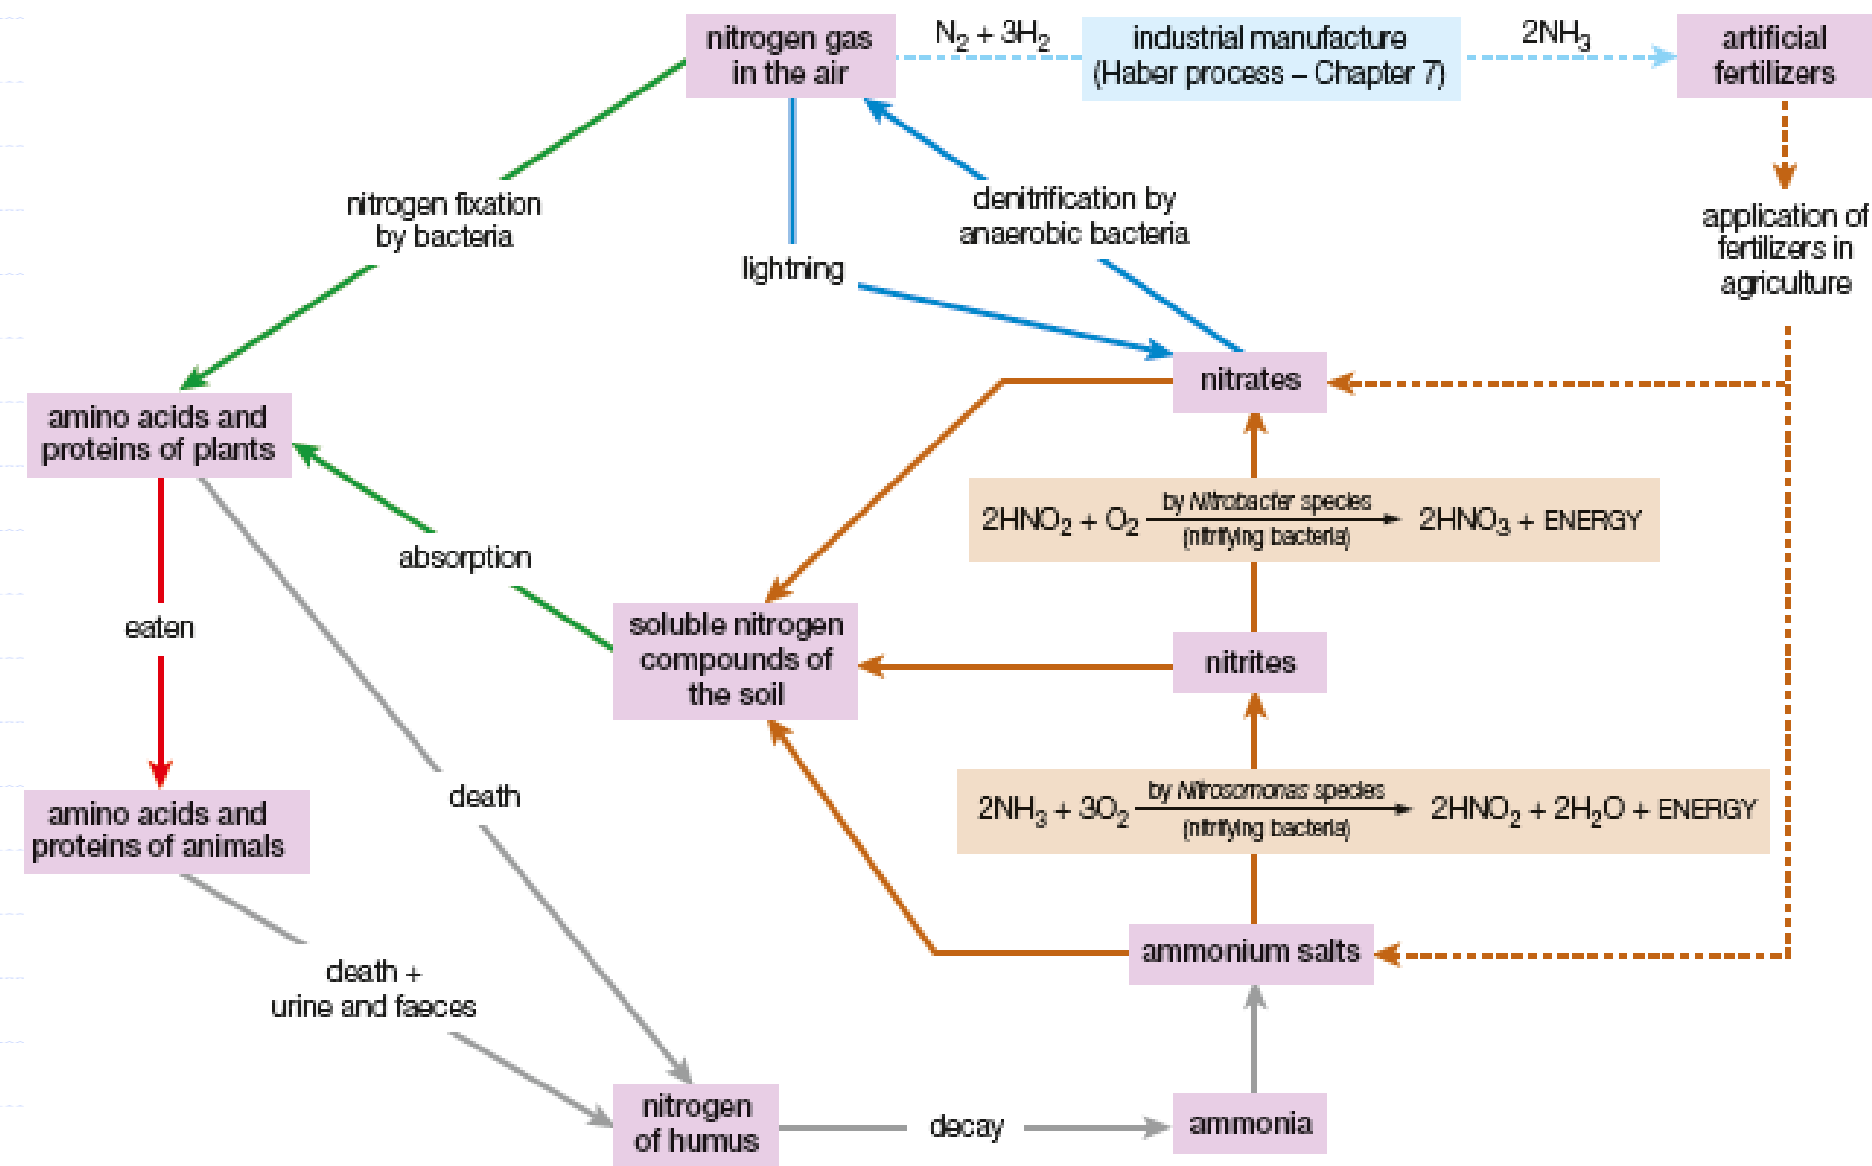 nitrogen gas
in the air
N₂ + 3H₂
industrial manufacture
(Haber process – Chapter 7)
2NH₃
artificial
fertilizers
nitrogen fixation
by bacteria
lightning
denitrification by
anaerobic bacteria
application of
fertilizers in
agriculture
nitrates
amino acids and
proteins of plants
absorption
2HNO₂ + O₂ by Nitrobacter species (nitrifying bacteria) 2HNO₃ + ENERGY
eaten
soluble nitrogen
compounds of
the soil
nitrites
amino acids and
proteins of animals
death
2NH₃ + 3O₂ by Nitrosomonas species (nitrifying bacteria) 2HNO₂ + 2H₂O + ENERGY
ammonium salts
death +
urine and faeces
nitrogen
of humus
decay
ammonia